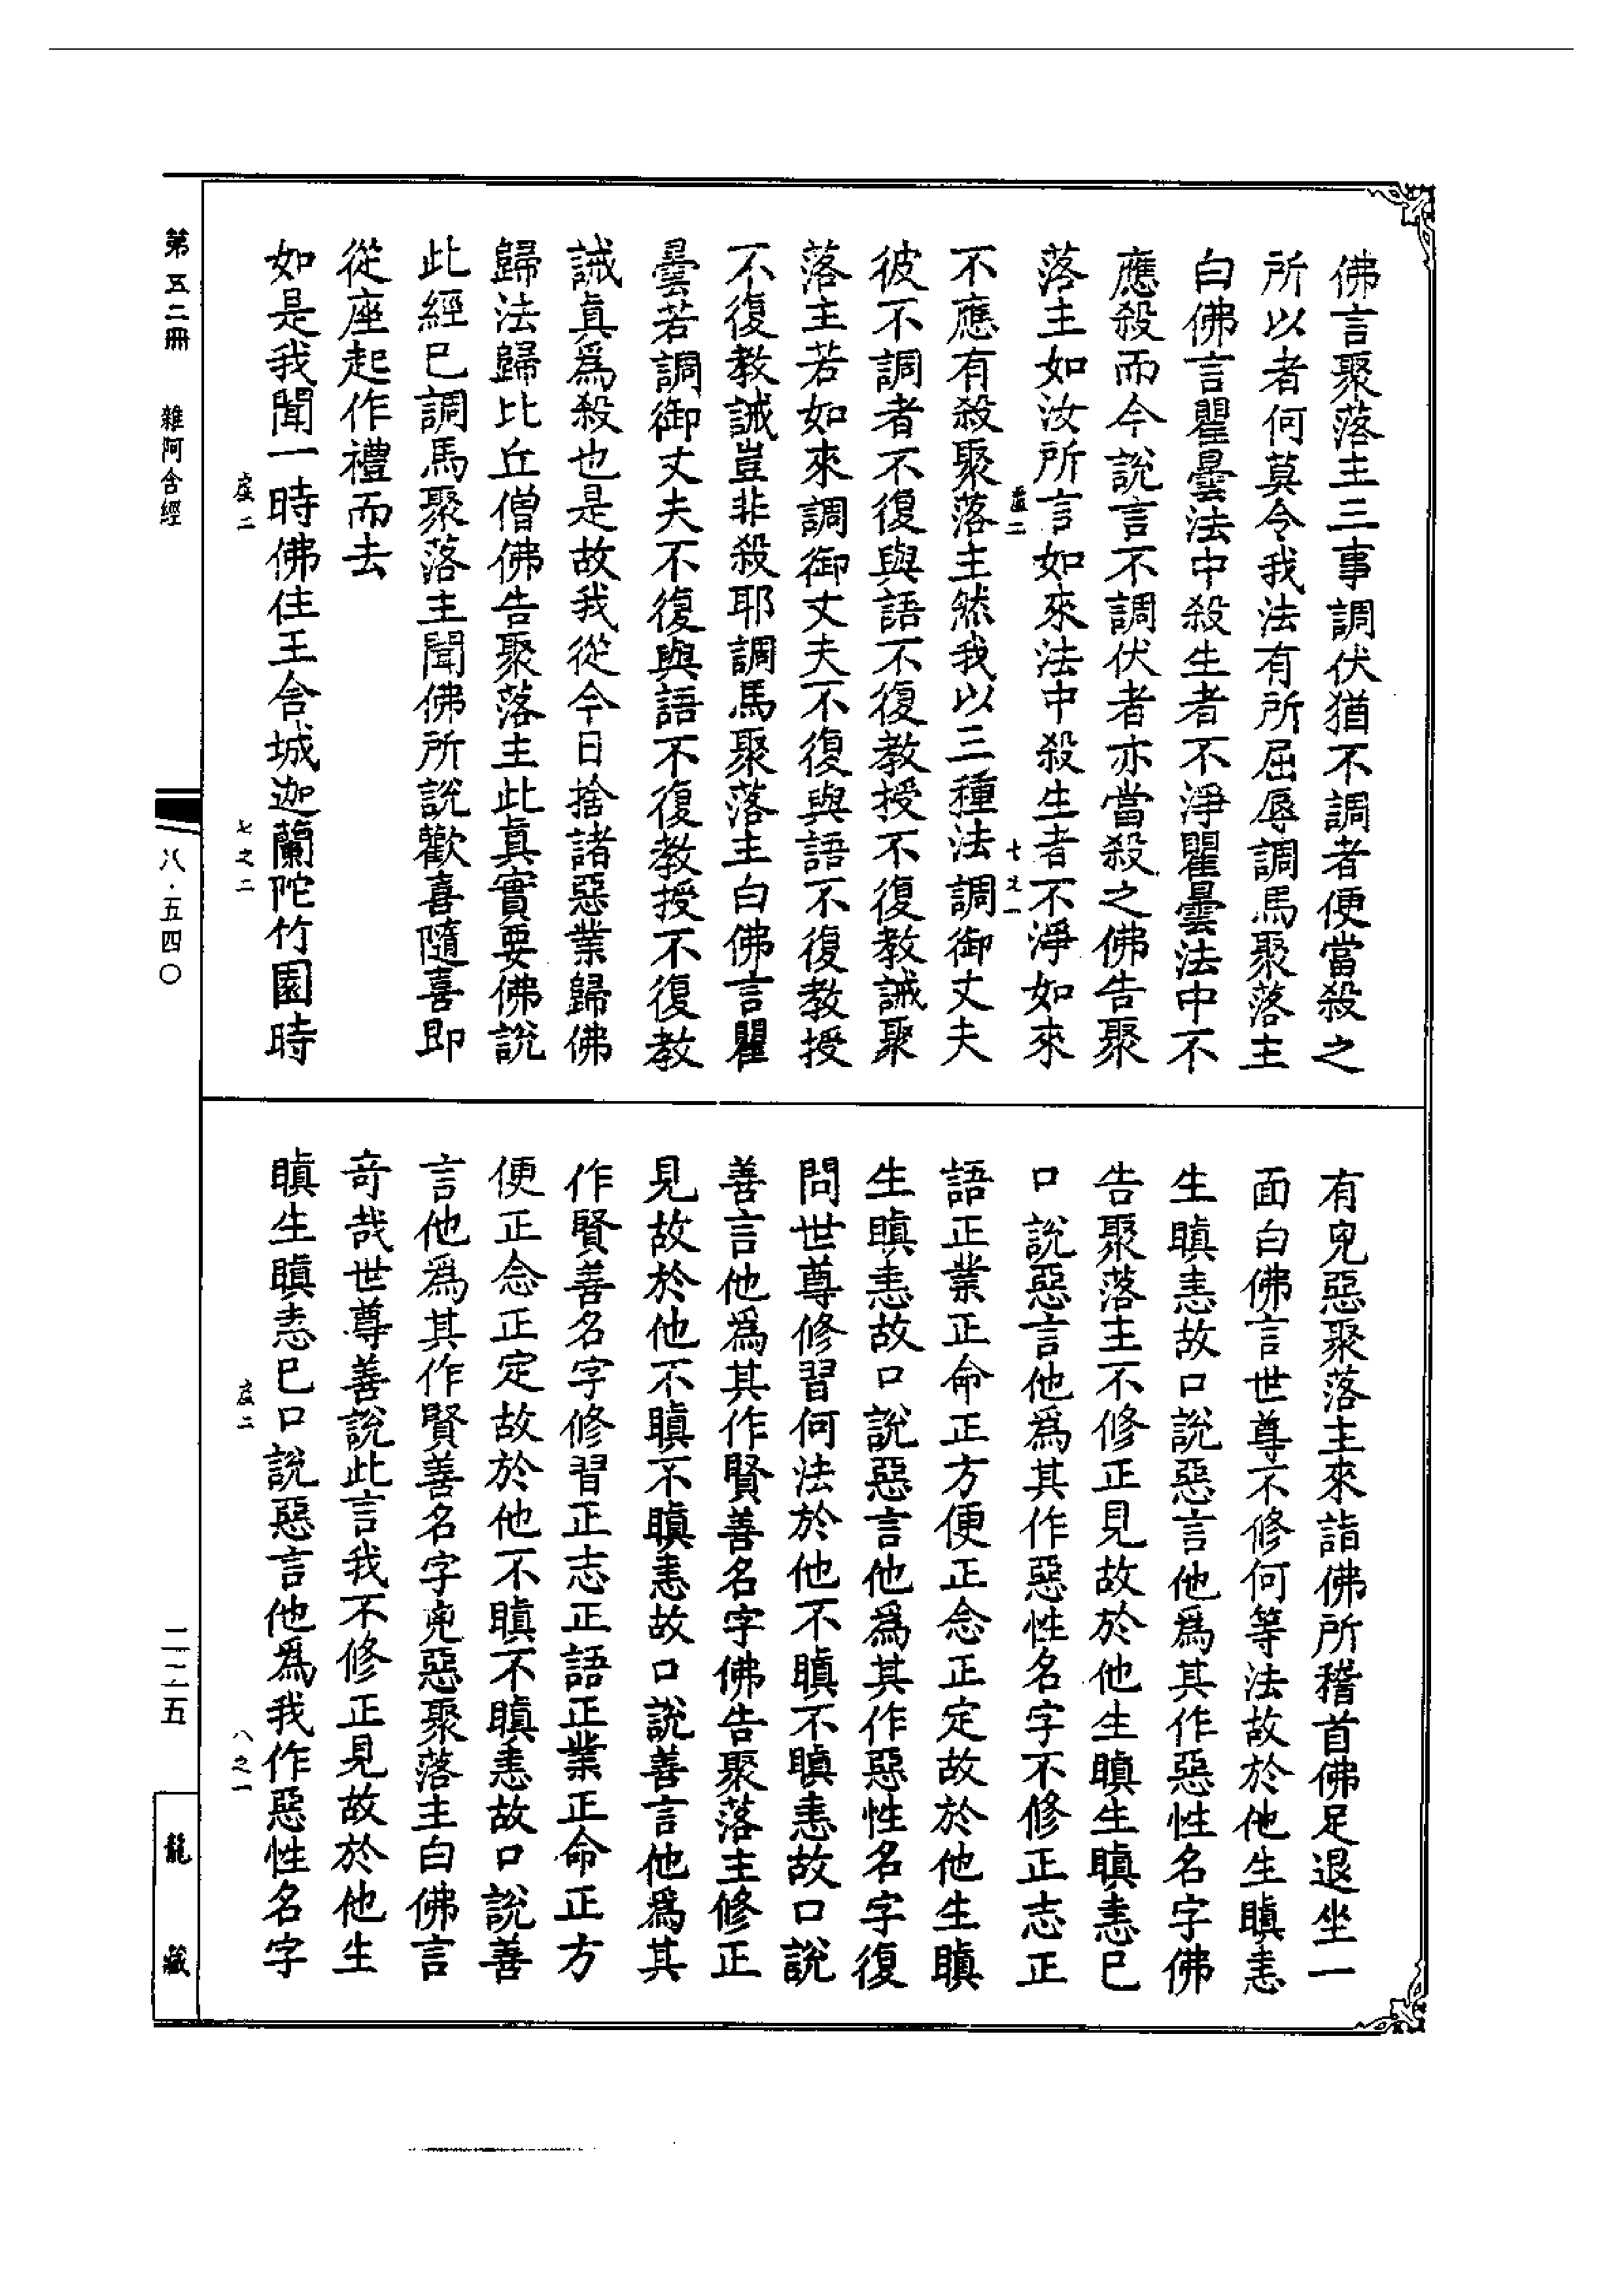 佛言聚落主三事調伏猶不調者便當殺之
所以者何莫令我法有所屈辱調馬聚落主
白佛言瞿曇法中殺生者不淨瞿曇法中不
應殺而今說言不調伏者亦當殺之佛告聚
落主如汝所言如來法中殺生者不淨如來
虛二
七之一
不應有殺聚落主然我以三種法調御丈夫
彼不調者不復與語不復教授不復教誡聚
落主若如來調御丈夫不復與語不復教授
不復教誡豈非殺耶調馬聚落主白佛言瞿
曇若調御丈夫不復與語不復教授不復教
誡真為殺也是故我從今日捨諸惡業歸佛
歸法歸比丘僧佛告聚落主此真實要佛說
此經已調馬聚落主聞佛所說歡喜隨喜即
從座起作禮而去
如是我聞一時佛住王舍城迦蘭陀竹園時
虛二
七之二
有兇惡聚落主來詣佛所稽首佛足退坐一
面白佛言世尊不修何等法故於他生瞋恚
生瞋恚故口說惡言他為其作惡性名字佛
告聚落主不修正見故於他生瞋生瞋恚已
口說惡言他為其作惡性名字不修正志正
語正業正命正方便正念正定故於他生瞋
生瞋恚故口說惡言他為其作惡性名字復
問世尊修習何法於他不瞋不瞋恚故口說
善言他為其作賢善名字佛告聚落主修正
見故於他不瞋不瞋恚故口說善言他為其
作賢善名字修習正志正語正業正命正方
便正念正定故於他不瞋不瞋恚故口說善
言他為其作賢善名字兇惡聚落主白佛言
奇哉世尊善說此言我不修正見故於他生
瞋生瞋恚已口說惡言他為我作惡性名字
虛二
八之一
第五二冊
雜阿含經
八·五四〇
二二五
龍藏